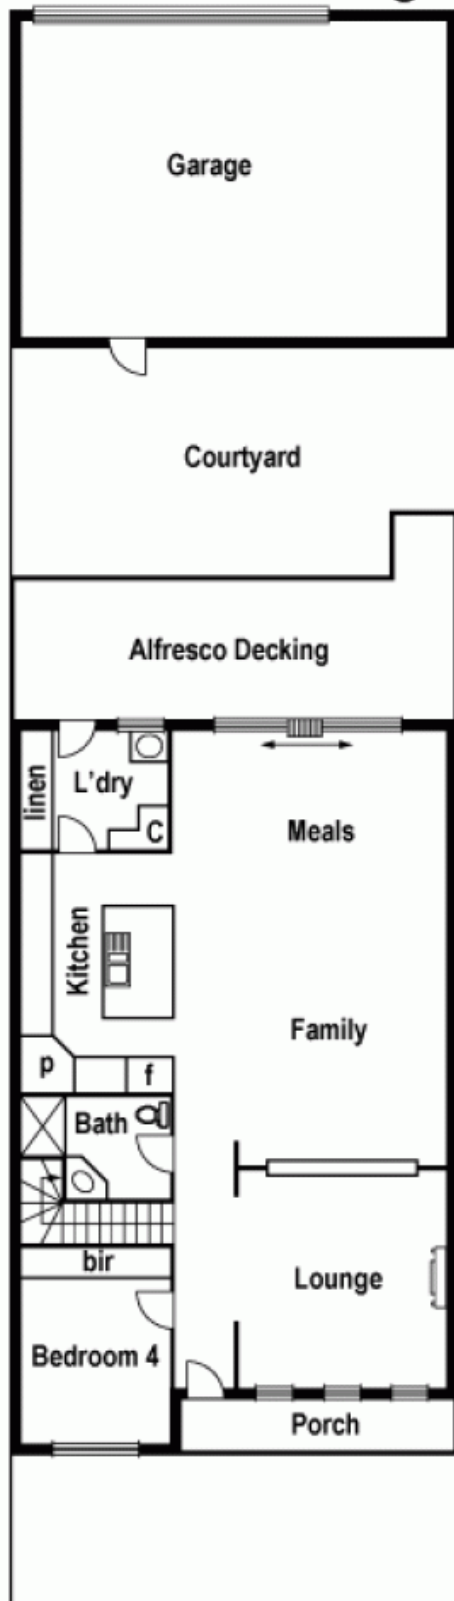 Garage
Courtyard
Alfresco Decking
linen
L'dry
C
Meals
Kitchen
Family
p
f
Bath
bir
Lounge
Bedroom 4
Porch